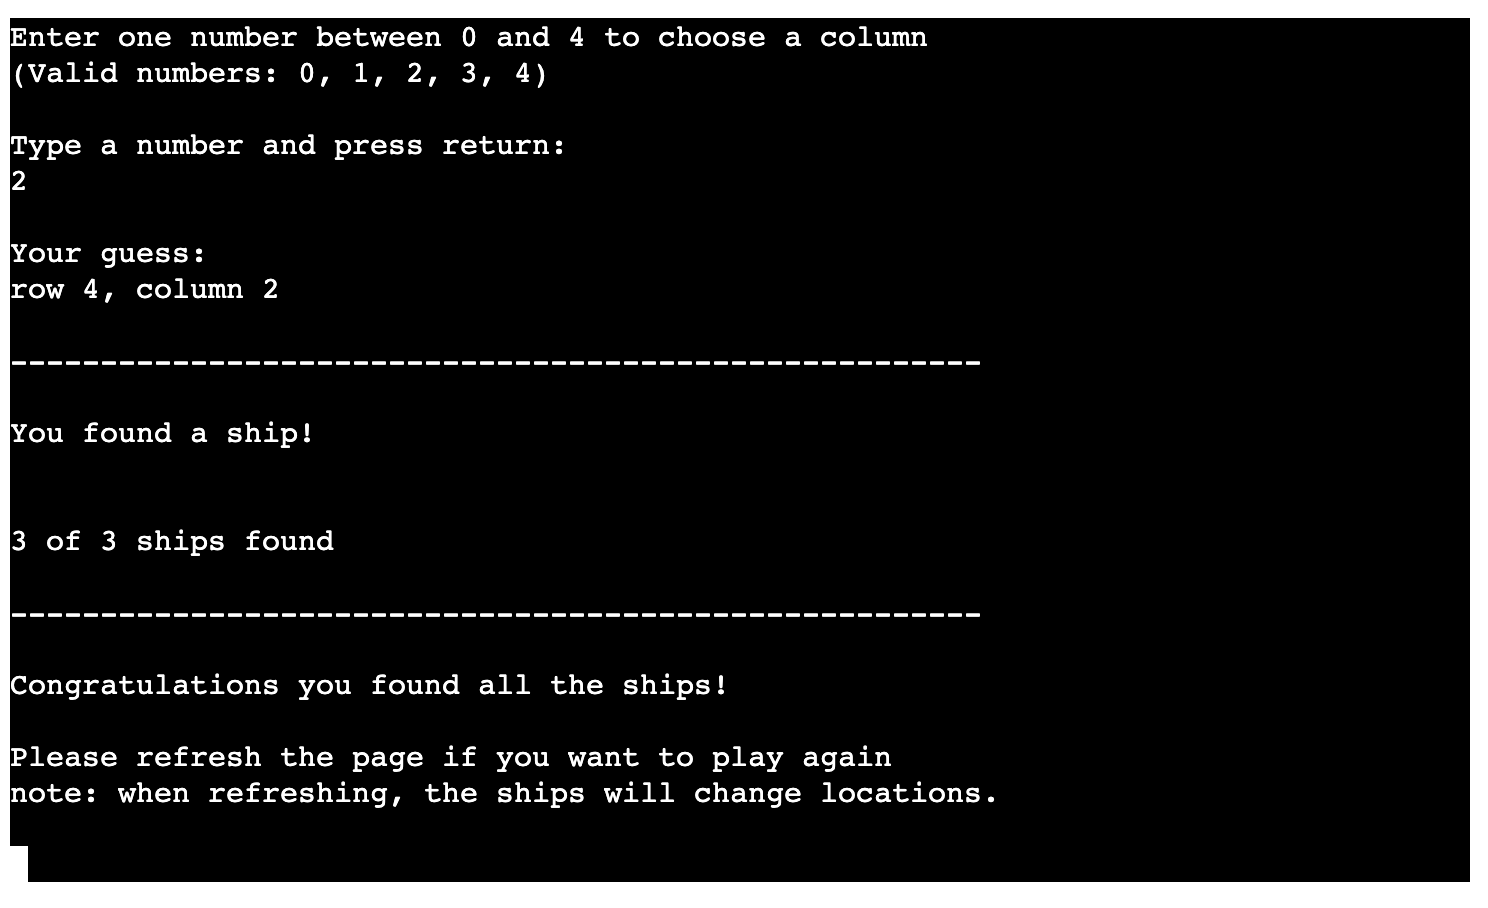 Enter one number between 0 and 4 to choose a column
(Valid numbers: 0, 1, 2, 3, 4)
Type a number and press return:
2
Your guess:
row 4, column 2
------------------------------------------------------
You found a ship!
3 of 3 ships found
------------------------------------------------------
Congratulations you found all the ships!
Please refresh the page if you want to play again
note: when refreshing, the ships will change locations.